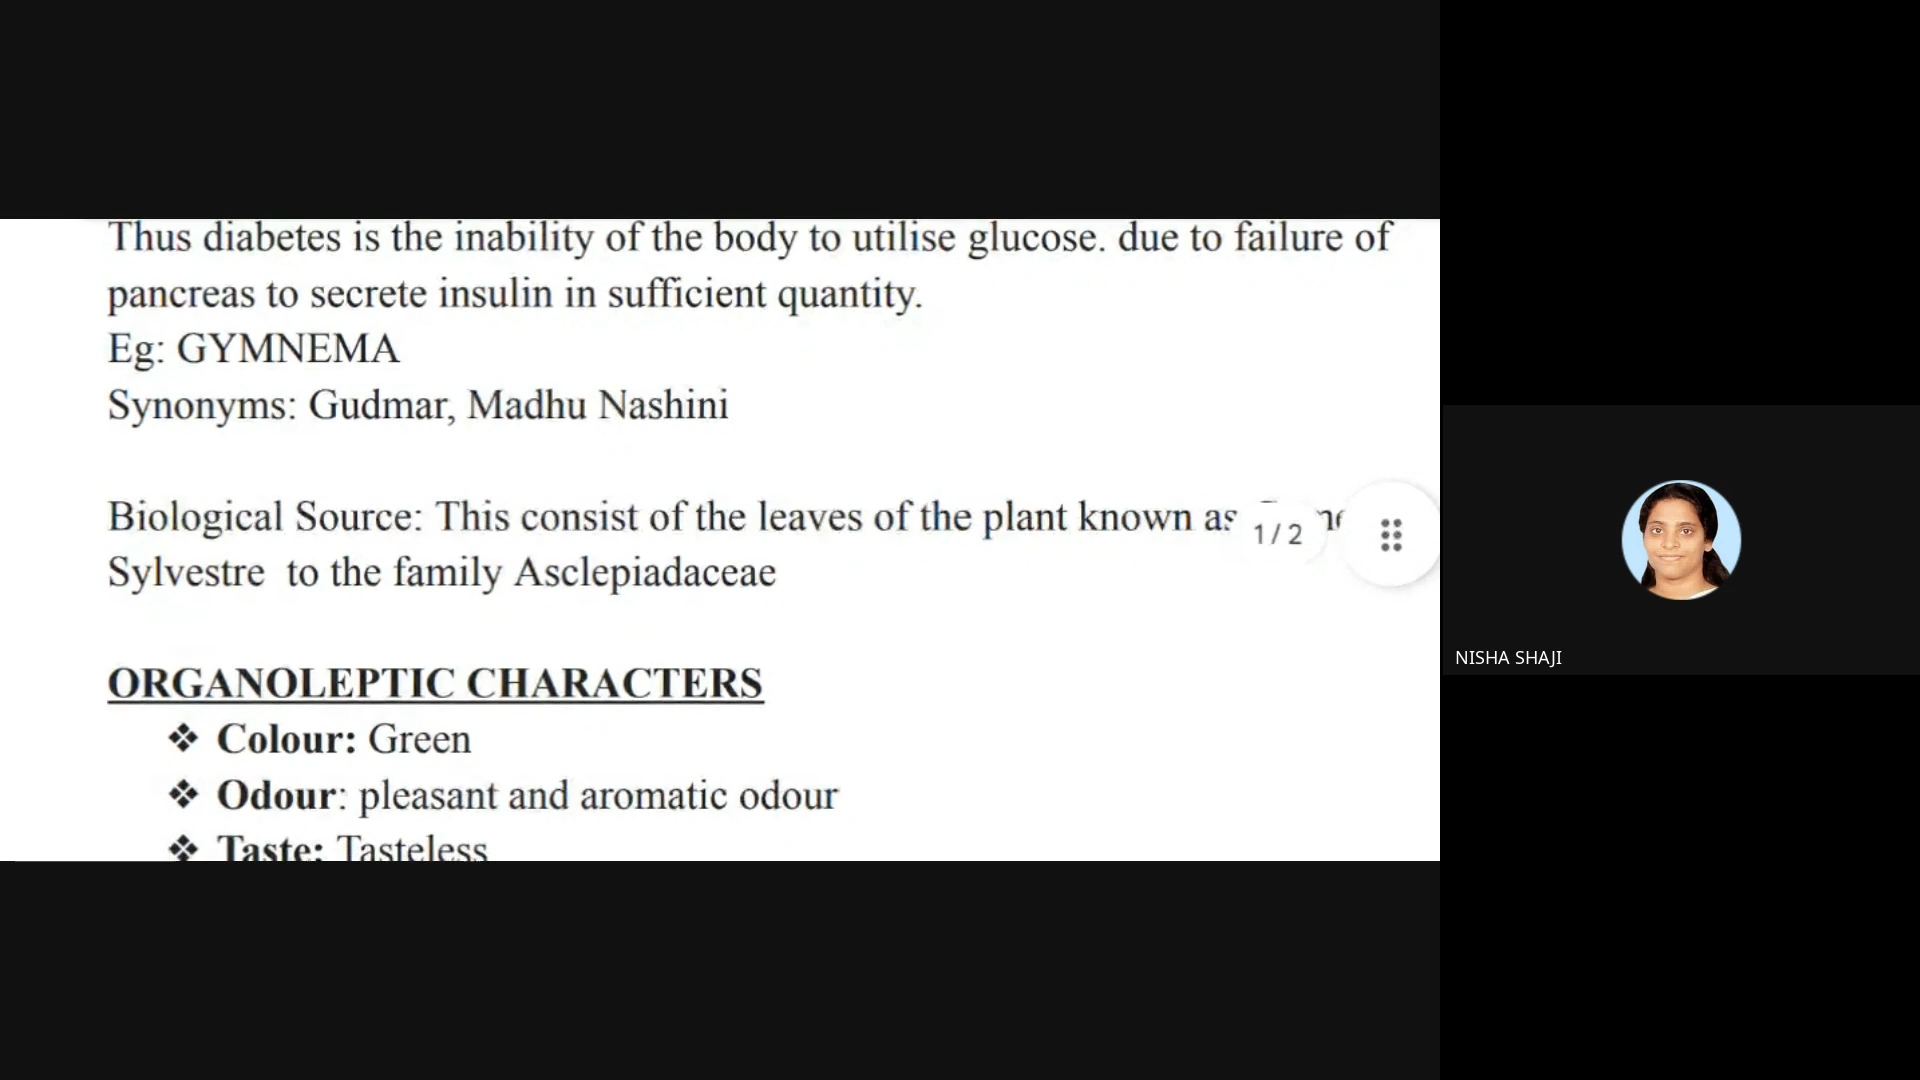 Thus diabetes is the inability of the body to utilise glucose. due to failure of
pancreas to secrete insulin in sufficient quantity.
Eg: GYMNEMA
Synonyms: Gudmar, Madhu Nashini
Biological Source: This consist of the leaves of the plant known as
1 / 2
Sylvestre to the family Asclepiadaceae
ORGANOLEPTIC CHARACTERS
❖ Colour: Green
❖ Odour: pleasant and aromatic odour
❖ Taste: Tasteless
NISHA SHAJI